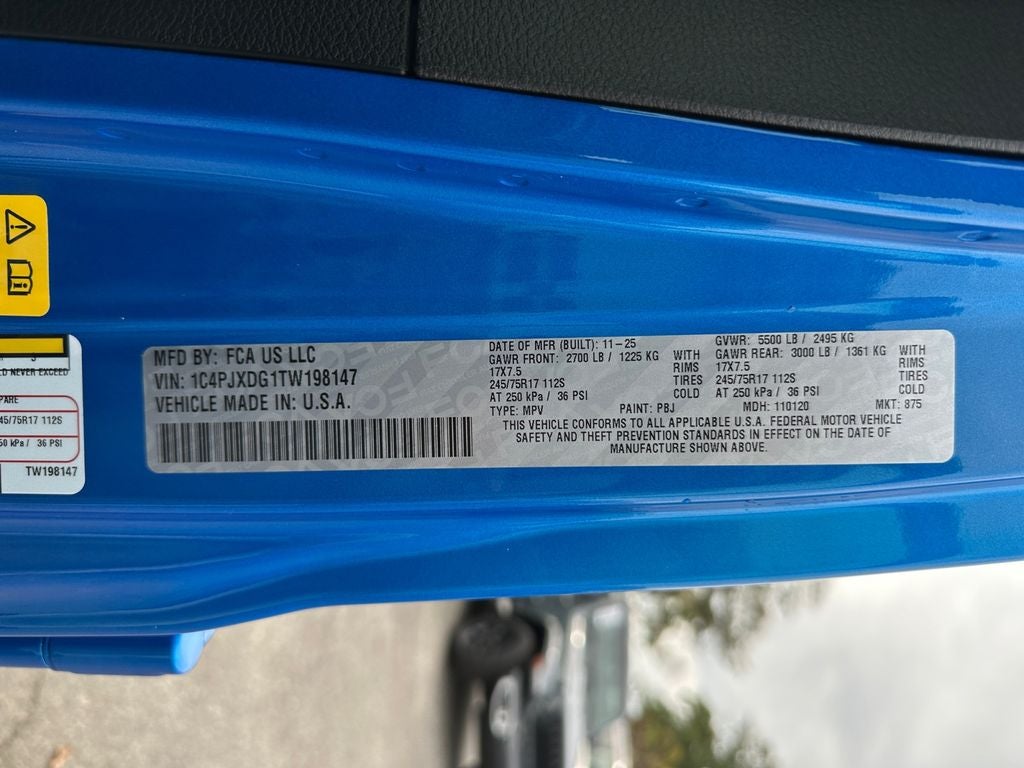 MFD BY: FCA US LLC
VIN: 1C4PJXDG1TW198147
VEHICLE MADE IN: U.S.A.
DATE OF MFR (BUILT): 11-25
GAWR FRONT: 2700 LB / 1225 KG WITH
17X7.5 RIMS
245/75R17 112S TIRES
AT 250 kPa / 36 PSI COLD
TYPE: MPV PAINT: PBJ MDH: 110120 MKT: 875
GVWR: 5500 LB / 2495 KG
GAWR REAR: 3000 LB / 1361 KG WITH
17X7.5 RIMS
245/75R17 112S TIRES
AT 250 kPa / 36 PSI COLD
THIS VEHICLE CONFORMS TO ALL APPLICABLE U.S.A. FEDERAL MOTOR VEHICLE
SAFETY AND THEFT PREVENTION STANDARDS IN EFFECT ON THE DATE OF
MANUFACTURE SHOWN ABOVE.
LD NEVER EXCEED
PARE
245/75R17 112S
250 kPa / 36 PSI
TW198147